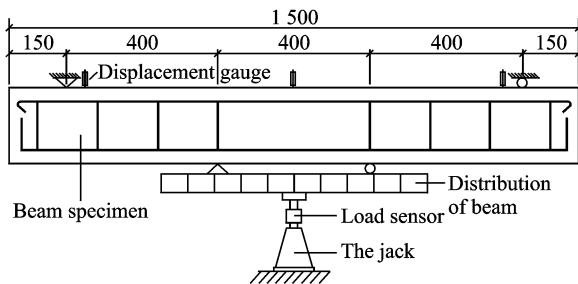 1 500
150 400 400 400 150
Displacement gauge
Beam specimen
Distribution
of beam
Load sensor
The jack